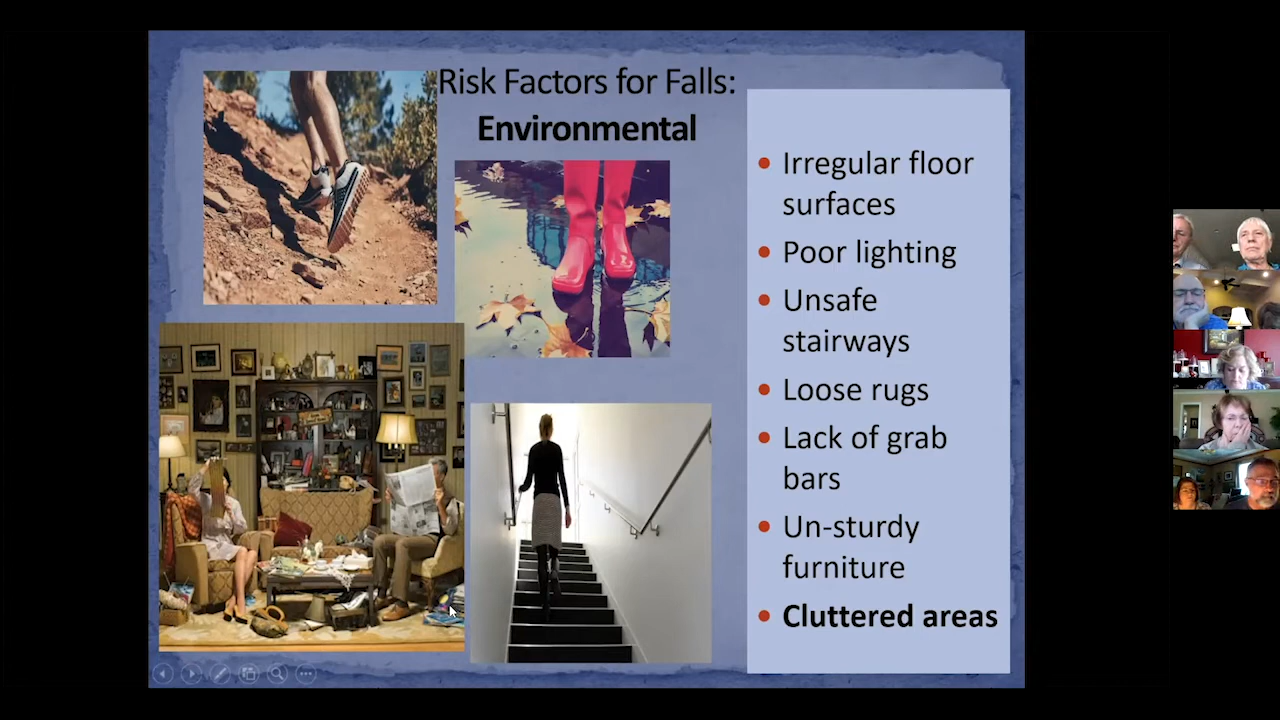 Risk Factors for Falls:
Environmental
• Irregular floor
surfaces
• Poor lighting
• Unsafe
stairways
• Loose rugs
• Lack of grab
bars
• Un-sturdy
furniture
• Cluttered areas